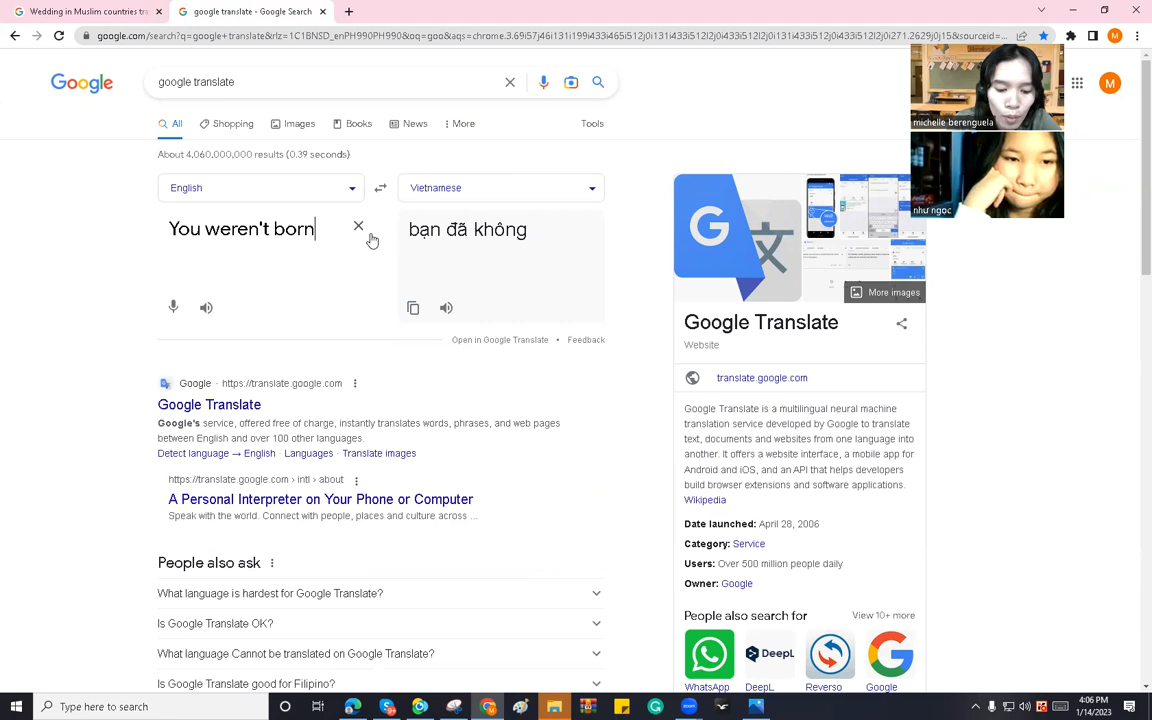 Wedding in Muslim countries tra
google translate - Google Search
google.com/search?q=google+translate&rlz=1C1BNSD_enPH990PH990&oq=goo&aqs=chrome.3.69i57j46i131i199i433i465i512j0i131i433i512l2j0i131i433i512j0i512l2j0i271.2629j0j15&sourceid=...
M
michelle berenguela
như ngọc
Google
google translate
M
All
Shopping
Images
Books
News
More
Tools
About 4,060,000,000 results (0.39 seconds)
English
Vietnamese
You weren't born
bạn đã không
Open in Google Translate • Feedback
Google · https://translate.google.com
Google Translate
Google's service, offered free of charge, instantly translates words, phrases, and web pages
between English and over 100 other languages.
Detect language → English · Languages · Translate images
https://translate.google.com › intl › about
A Personal Interpreter on Your Phone or Computer
Speak with the world. Connect with people, places and culture across ...
People also ask
What language is hardest for Google Translate?
Is Google Translate OK?
What language Cannot be translated on Google Translate?
Is Google Translate good for Filipino?
More images
Google Translate
Website
translate.google.com
Google Translate is a multilingual neural machine
translation service developed by Google to translate
text, documents and websites from one language into
another. It offers a website interface, a mobile app for
Android and iOS, and an API that helps developers
build browser extensions and software applications.
Wikipedia
Date launched: April 28, 2006
Category: Service
Users: Over 500 million people daily
Owner: Google
People also search for
View 10+ more
DeepL
WhatsApp
DeepL
Reverso
Google
Type here to search
zoom
4:06 PM
1/14/2023